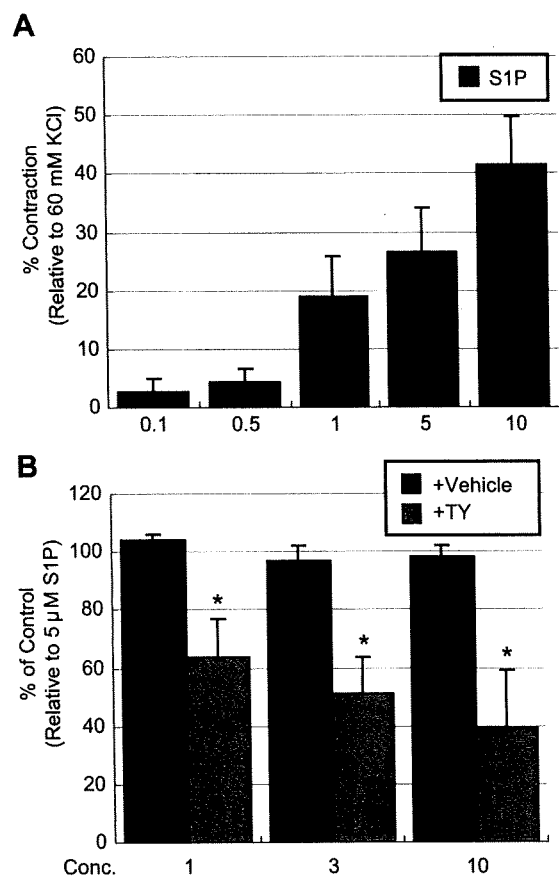 A
S1P
% Contraction
(Relative to 60 mM KCl)
60
50
40
30
20
10
0
0.1 0.5 1 5 10
B
+Vehicle
+TY
% of Control
(Relative to 5 µM S1P)
120
100
80
60
40
20
0
* * *
Conc. 1 3 10